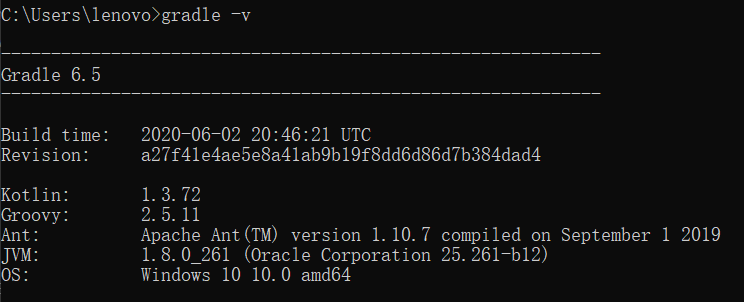 C:\Users\lenovo>gradle -v
------------------------------------------------------------
Gradle 6.5
------------------------------------------------------------
Build time:   2020-06-02 20:46:21 UTC
Revision:     a27f41e4ae5e8a41ab9b19f8dd6d86d7b384dad4
Kotlin:       1.3.72
Groovy:       2.5.11
Ant:          Apache Ant(TM) version 1.10.7 compiled on September 1 2019
JVM:          1.8.0_261 (Oracle Corporation 25.261-b12)
OS:           Windows 10 10.0 amd64